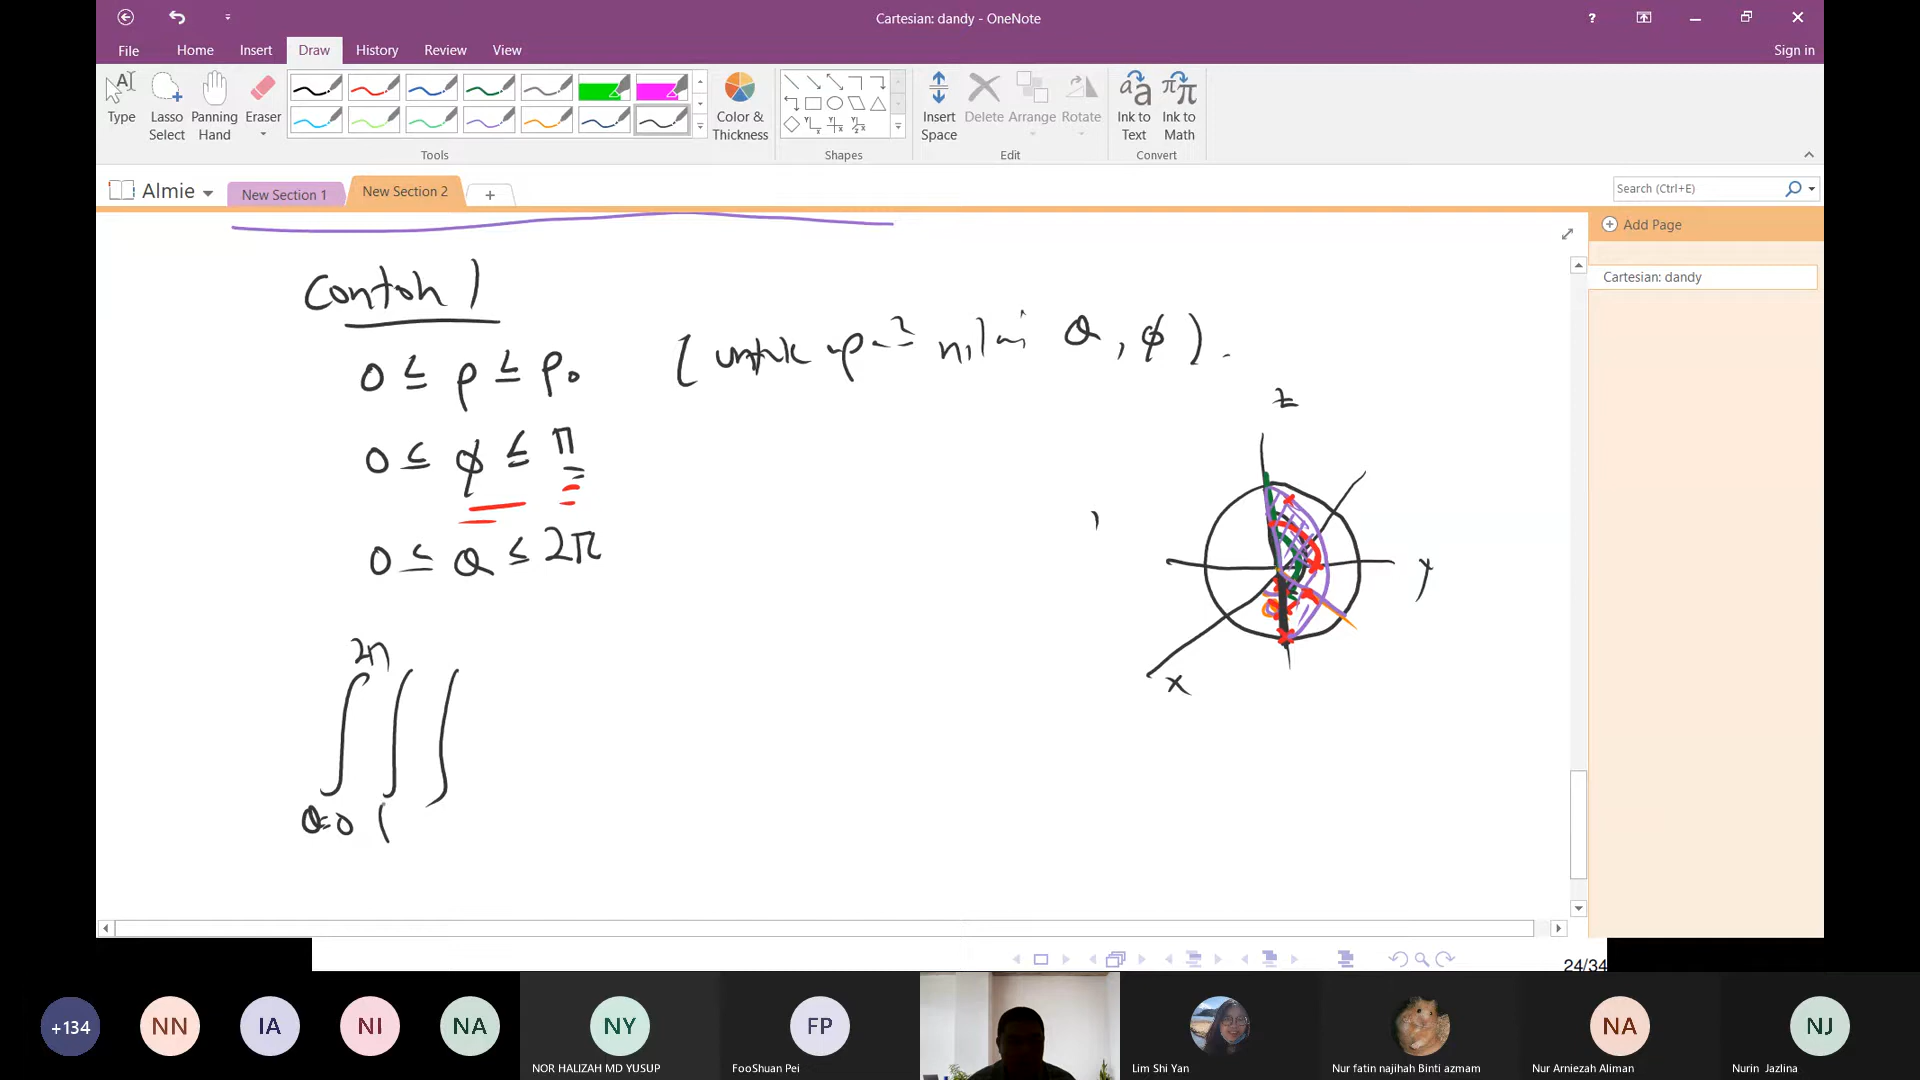 Cartesian: dandy - OneNote
?
File
Home
Insert
Draw
History
Review
View
Sign in
Type
Lasso Select
Panning Hand
Eraser
Color & Thickness
Insert Space
Delete
Arrange
Rotate
Ink to Text
Ink to Math
Tools
Shapes
Edit
Convert
Almie
New Section 1
New Section 2
+
Search (Ctrl+E)
Add Page
Cartesian: dandy
Contoh 1
0 ≤ ρ ≤ ρ₀ (untuk nilai θ, φ).
0 ≤ φ ≤ π
0 ≤ θ ≤ 2π
z
y
x
2π
∫ ∫ ∫
θ=0
24/34
+134
NN
IA
NI
NA
NY
NOR HALIZAH MD YUSUP
FP
FooShuan Pei
Lim Shi Yan
Nur fatin najihah Binti azmam
NA
Nur Arniezah Aliman
NJ
Nurin Jazlina